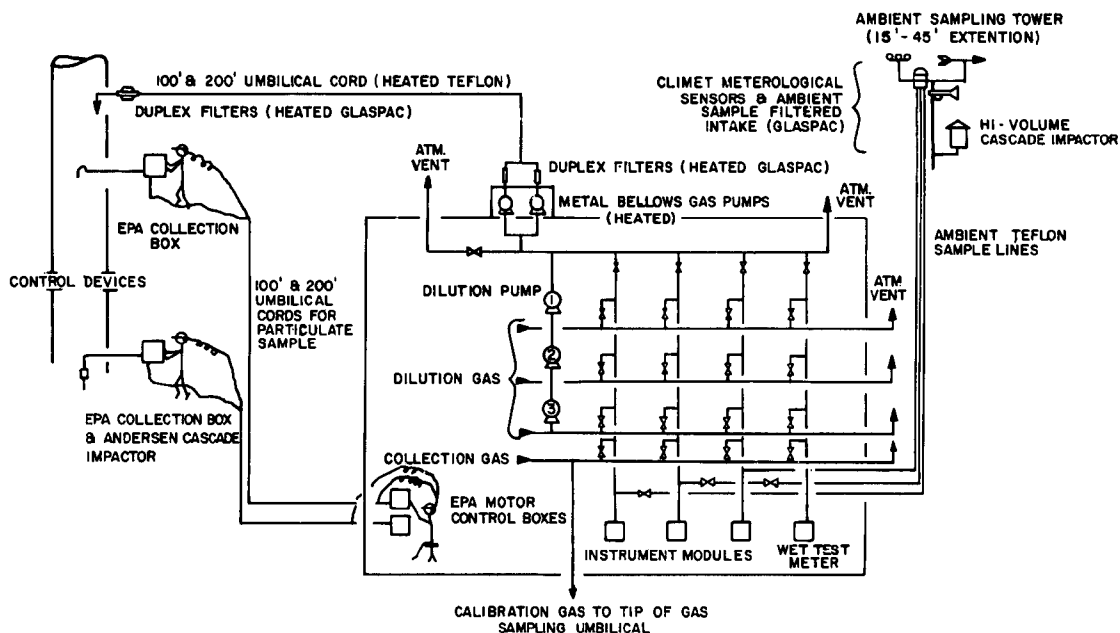 AMBIENT SAMPLING TOWER
(15'-45' EXTENTION)
100' & 200' UMBILICAL CORD (HEATED TEFLON)
DUPLEX FILTERS (HEATED GLASPAC)
CLIMET METEROLOGICAL
SENSORS & AMBIENT
SAMPLE FILTERED
INTAKE (GLASPAC)
HI-VOLUME
CASCADE IMPACTOR
ATM.
VENT
DUPLEX FILTERS (HEATED GLASPAC)
METAL BELLOWS GAS PUMPS
(HEATED)
ATM.
VENT
EPA COLLECTION
BOX
AMBIENT TEFLON
SAMPLE LINES
CONTROL DEVICES
100' & 200'
UMBILICAL
CORDS FOR
PARTICULATE
SAMPLE
DILUTION PUMP
1
ATM.
VENT
2
DILUTION GAS
3
EPA COLLECTION BOX
& ANDERSEN CASCADE
IMPACTOR
COLLECTION GAS
EPA MOTOR
CONTROL BOXES
INSTRUMENT MODULES
WET TEST
METER
CALIBRATION GAS TO TIP OF GAS
SAMPLING UMBILICAL